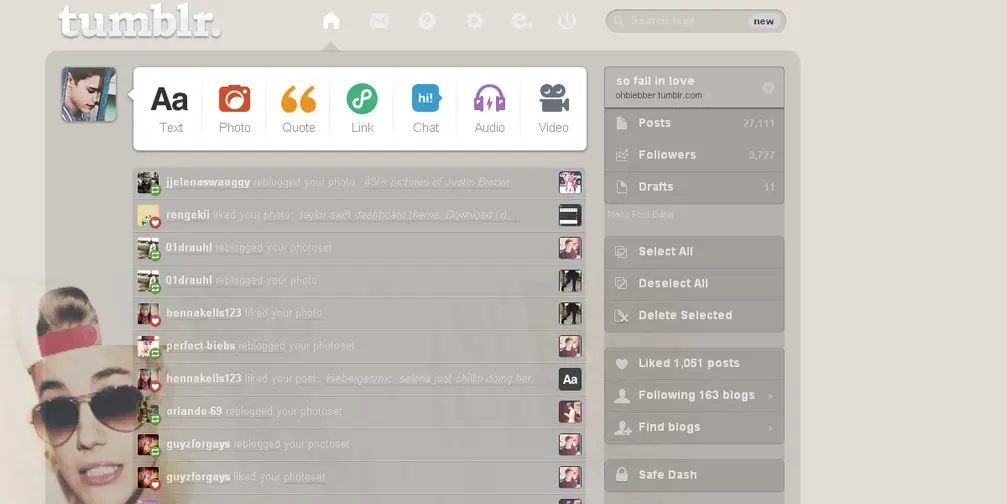 tumblr.
Search tags
new
Aa
Text
Photo
Quote
Link
hi!
Chat
Audio
Video
so fall in love
ohbiebber.tumblr.com
Posts 27,111
Followers 3,727
Drafts 11
Mass Post Editor
Select All
Deselect All
Delete Selected
Liked 1,051 posts
Following 163 blogs
Find blogs
Safe Dash
jjelenaswaaggy reblogged your photo 49+ pictures of Justin Bieber
rengekii liked your photo taylor swift dashboard theme. Download (x) ...
01drauhl reblogged your photoset
01drauhl reblogged your photo
hennakells123 liked your photo
perfect-biebs reblogged your photoset
hennakells123 liked your post biebergasmic: selena just chillin doing her...
Aa
orlando-69 reblogged your photoset
guyzforgays reblogged your photoset
guyzforgays liked your photoset